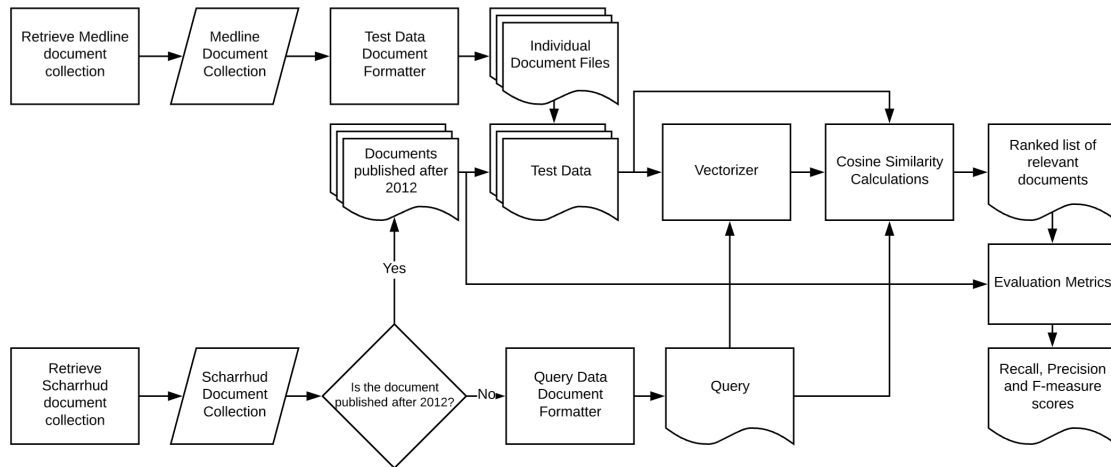 Retrieve Medline
document
collection
Medline
Document
Collection
Test Data
Document
Formatter
Individual
Document Files
Documents
published after
2012
Test Data
Vectorizer
Cosine Similarity
Calculations
Ranked list of
relevant
documents
Yes
Evaluation Metrics
Retrieve
Scharrhud
document
collection
Scharrhud
Document
Collection
Is the document
published after 2012?
No
Query Data
Document
Formatter
Query
Recall, Precision
and F-measure
scores